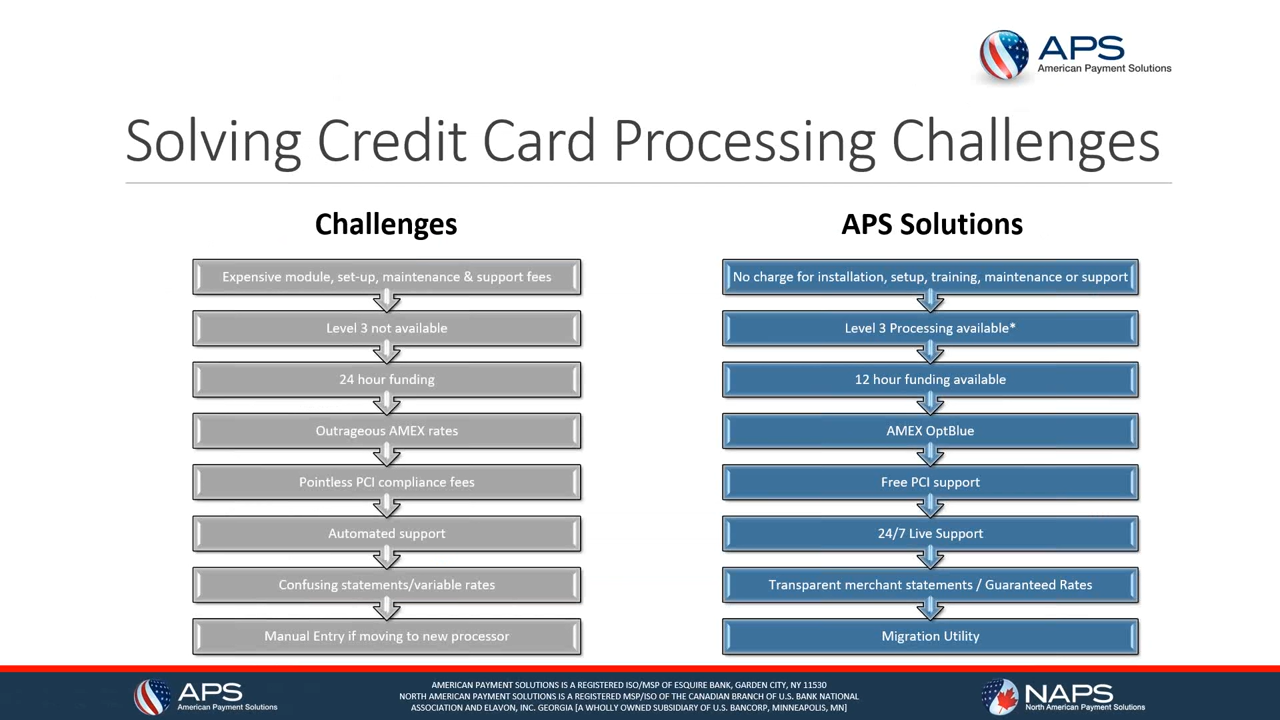 APS
American Payment Solutions
Solving Credit Card Processing Challenges
Challenges
Expensive module, set-up, maintenance & support fees
Level 3 not available
24 hour funding
Outrageous AMEX rates
Pointless PCI compliance fees
Automated support
Confusing statements/variable rates
Manual Entry if moving to new processor
APS Solutions
No charge for installation, setup, training, maintenance or support
Level 3 Processing available*
12 hour funding available
AMEX OptBlue
Free PCI support
24/7 Live Support
Transparent merchant statements / Guaranteed Rates
Migration Utility
APS
American Payment Solutions
AMERICAN PAYMENT SOLUTIONS IS A REGISTERED ISO/MSP OF ESQUIRE BANK, GARDEN CITY, NY 11530
NORTH AMERICAN PAYMENT SOLUTIONS IS A REGISTERED MSP/ISO OF THE CANADIAN BRANCH OF U.S. BANK NATIONAL
ASSOCIATION AND ELAVON, INC. GEORGIA [A WHOLLY OWNED SUBSIDIARY OF U.S. BANCORP, MINNEAPOLIS, MN]
NAPS
North American Payment Solutions